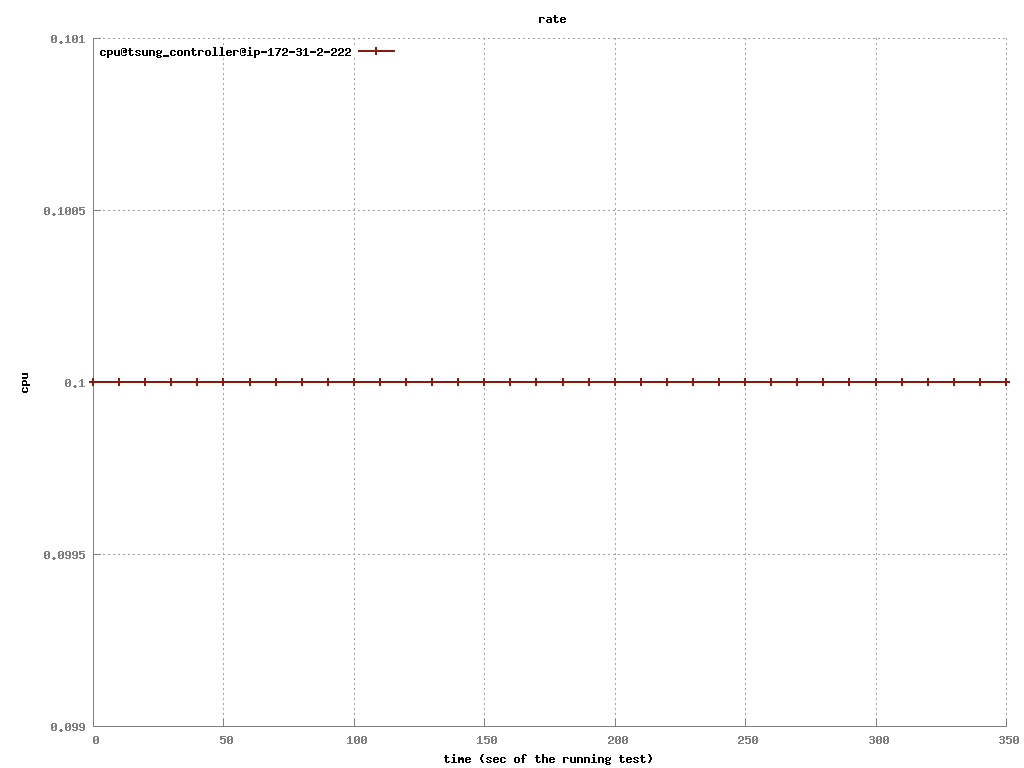 rate
0.101
cpu@tsung_controller@ip-172-31-2-222
0.1005
cpu
0.1
0.0995
0.099
0 50 100 150 200 250 300 350
time (sec of the running test)